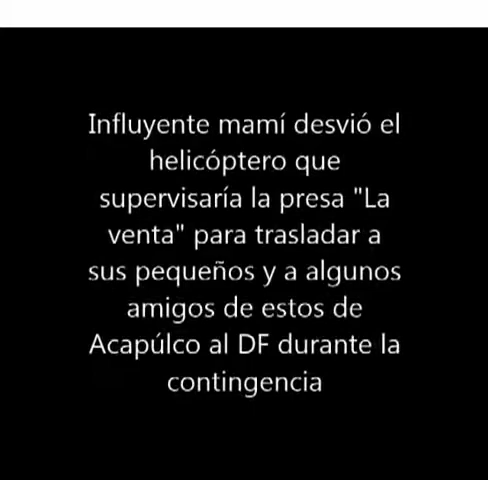 Influyente mamí desvió el
helicóptero que
supervisaría la presa "La
venta" para trasladar a
sus pequeños y a algunos
amigos de estos de
Acapúlco al DF durante la
contingencia